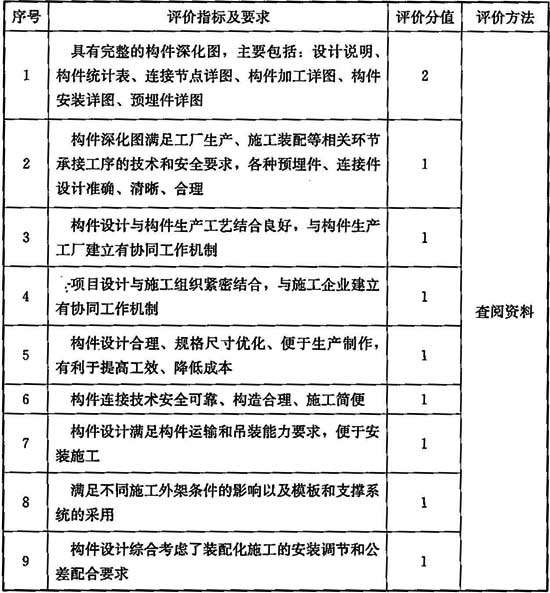 序号 评价指标及要求 评价分值 评价方法
1 具有完整的构件深化图，主要包括：设计说明、
构件统计表、连接节点详图、构件加工详图、构件
安装详图、预埋件详图 2
2 构件深化图满足工厂生产、施工装配等相关环节
承接工序的技术和安全要求，各种预埋件、连接件
设计准确、清晰、合理 1
3 构件设计与构件生产工艺结合良好，与构件生产
工厂建立有协同工作机制 1
4 项目设计与施工组织紧密结合，与施工企业建立
有协同工作机制 1
查阅资料
5 构件设计合理、规格尺寸优化、便于生产制作，
有利于提高工效、降低成本 1
6 构件连接技术安全可靠、构造合理、施工简便 1
7 构件设计满足构件运输和吊装能力要求，便于安
装施工 1
8 满足不同施工外架条件的影响以及模板和支撑系
统的采用 1
9 构件设计综合考虑了装配化施工的安装调节和公
差配合要求 1